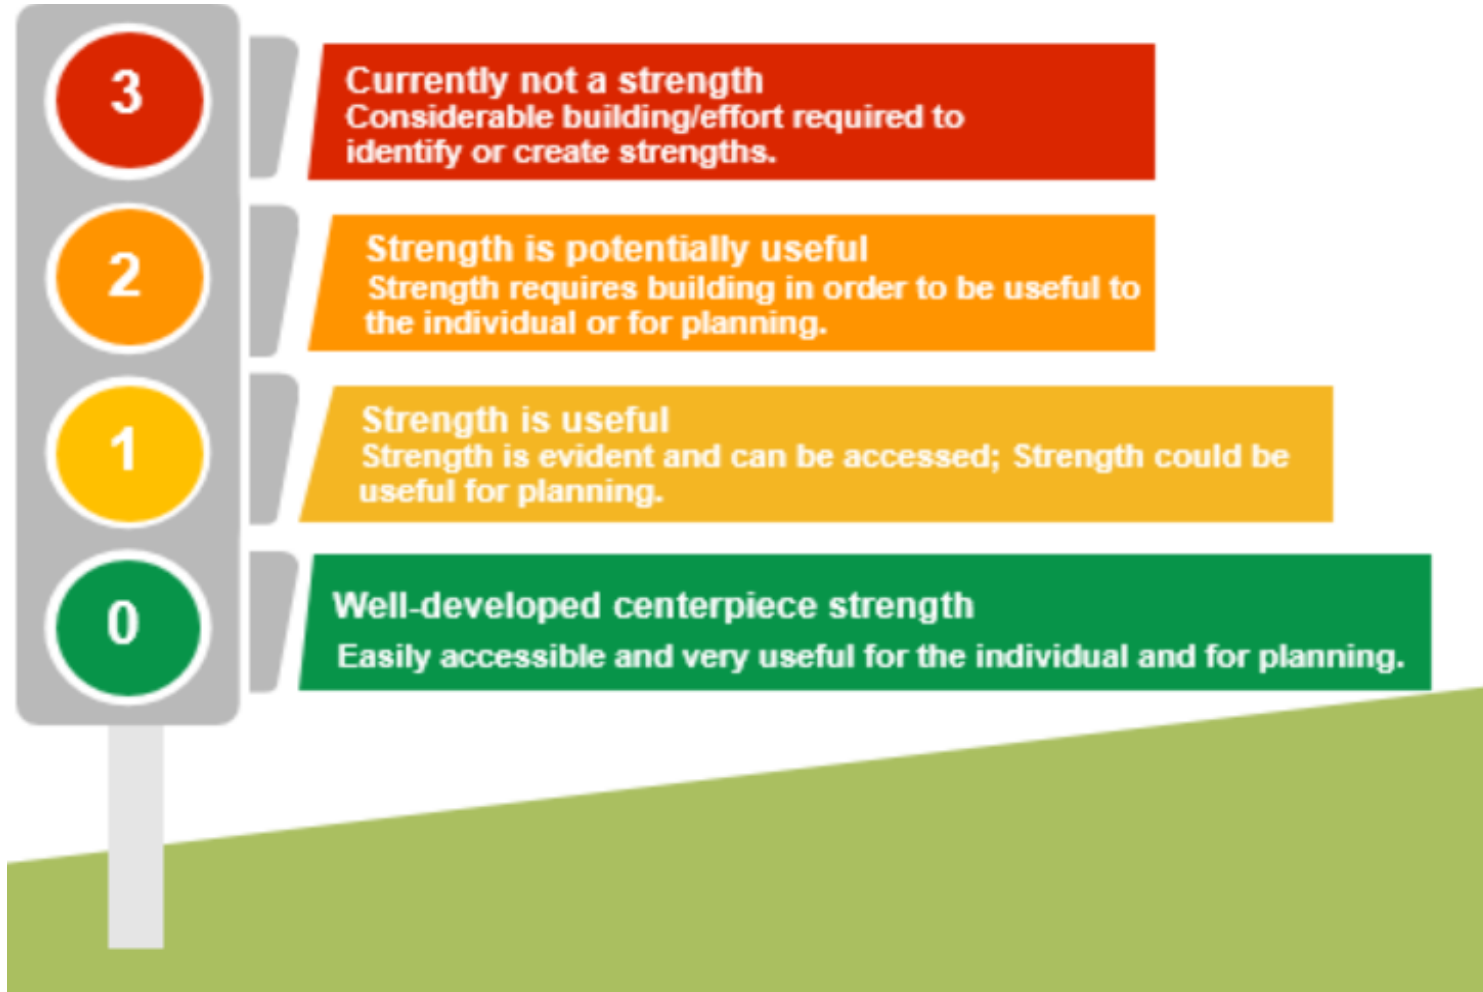 3
Currently not a strength
Considerable building/effort required to
identify or create strengths.
2
Strength is potentially useful
Strength requires building in order to be useful to
the individual or for planning.
1
Strength is useful
Strength is evident and can be accessed; Strength could be
useful for planning.
0
Well-developed centerpiece strength
Easily accessible and very useful for the individual and for planning.